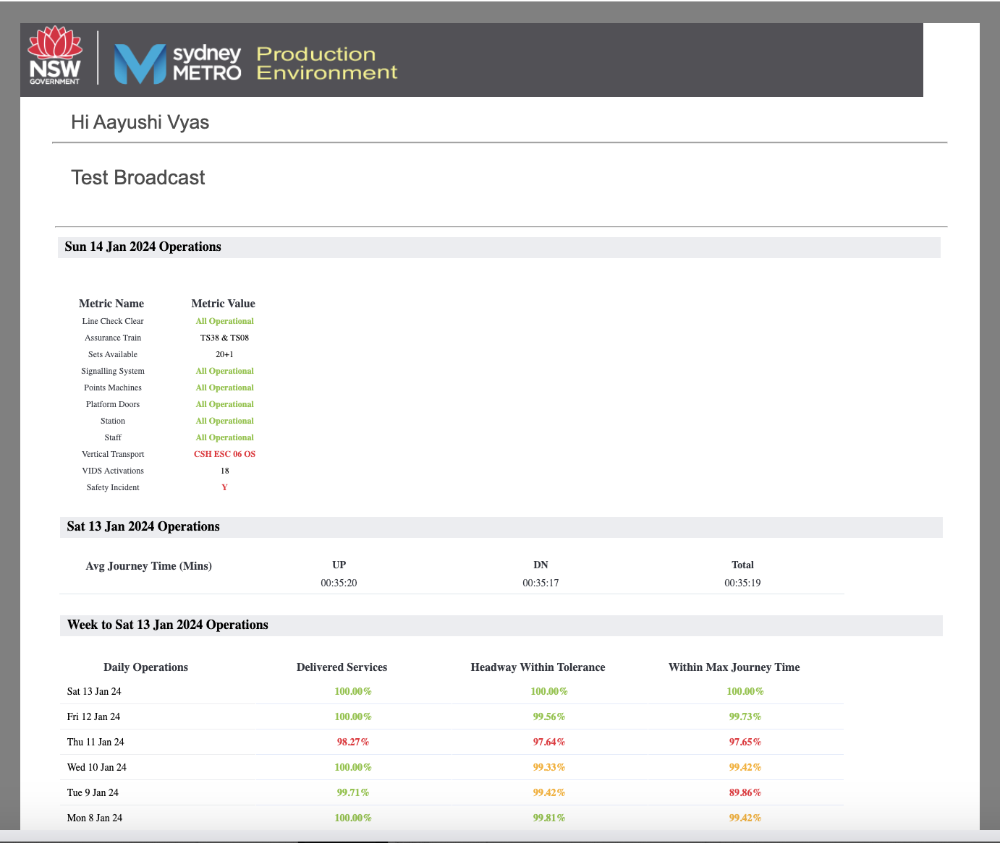 NSW
GOVERNMENT
sydney
METRO
Production
Environment
Hi Aayushi Vyas
Test Broadcast
Sun 14 Jan 2024 Operations
Metric Name Metric Value
Line Check Clear All Operational
Assurance Train TS38 & TS08
Sets Available 20+1
Signalling System All Operational
Points Machines All Operational
Platform Doors All Operational
Station All Operational
Staff All Operational
Vertical Transport CSH ESC 06 OS
VIDS Activations 18
Safety Incident Y
Sat 13 Jan 2024 Operations
Avg Journey Time (Mins) UP DN Total
00:35:20 00:35:17 00:35:19
Week to Sat 13 Jan 2024 Operations
Daily Operations Delivered Services Headway Within Tolerance Within Max Journey Time
Sat 13 Jan 24 100.00% 100.00% 100.00%
Fri 12 Jan 24 100.00% 99.56% 99.73%
Thu 11 Jan 24 98.27% 97.64% 97.65%
Wed 10 Jan 24 100.00% 99.33% 99.42%
Tue 9 Jan 24 99.71% 99.42% 89.86%
Mon 8 Jan 24 100.00% 99.81% 99.42%